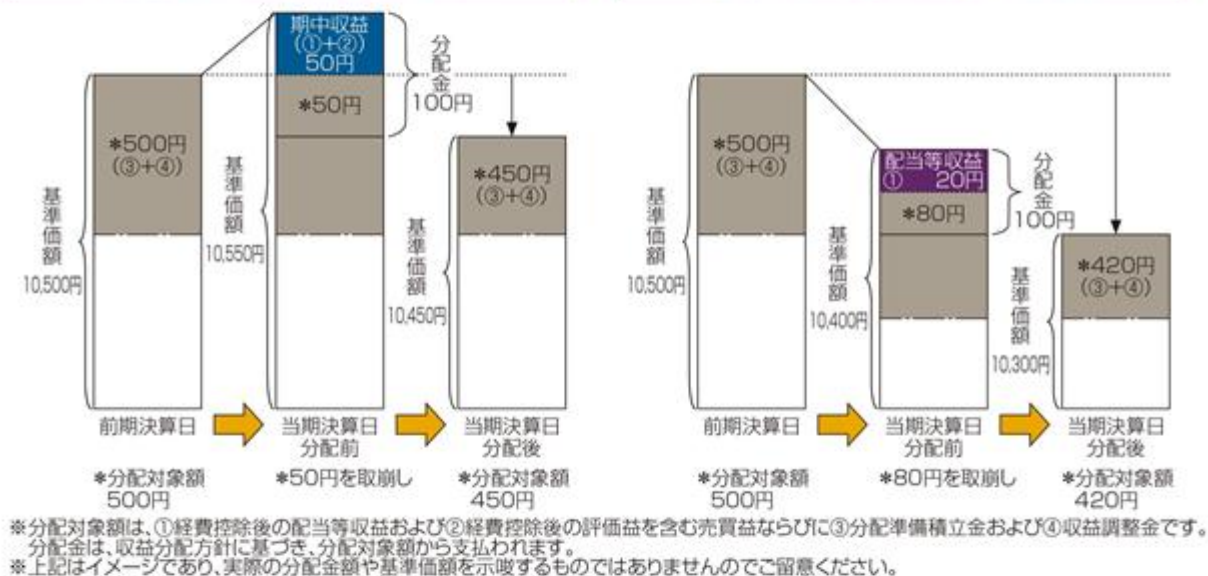 期中収益
(①+②)
50円
*50円
分配金
100円
*500円
(③+④)
*450円
(③+④)
基準価額
10,500円
基準価額
10,550円
基準価額
10,450円
前期決算日
当期決算日
分配前
当期決算日
分配後
*分配対象額
500円
*50円を取崩し
*分配対象額
450円
*500円
(③+④)
配当等収益
① 20円
*80円
分配金
100円
*420円
(③+④)
基準価額
10,500円
基準価額
10,400円
基準価額
10,300円
前期決算日
当期決算日
分配前
当期決算日
分配後
*分配対象額
500円
*80円を取崩し
*分配対象額
420円
※分配対象額は、①経費控除後の配当等収益および②経費控除後の評価益を含む売買益ならびに③分配準備積立金および④収益調整金です。
分配金は、収益分配方針に基づき、分配対象額から支払われます。
※上記はイメージであり、実際の分配金額や基準価額を示唆するものではありませんのでご留意ください。